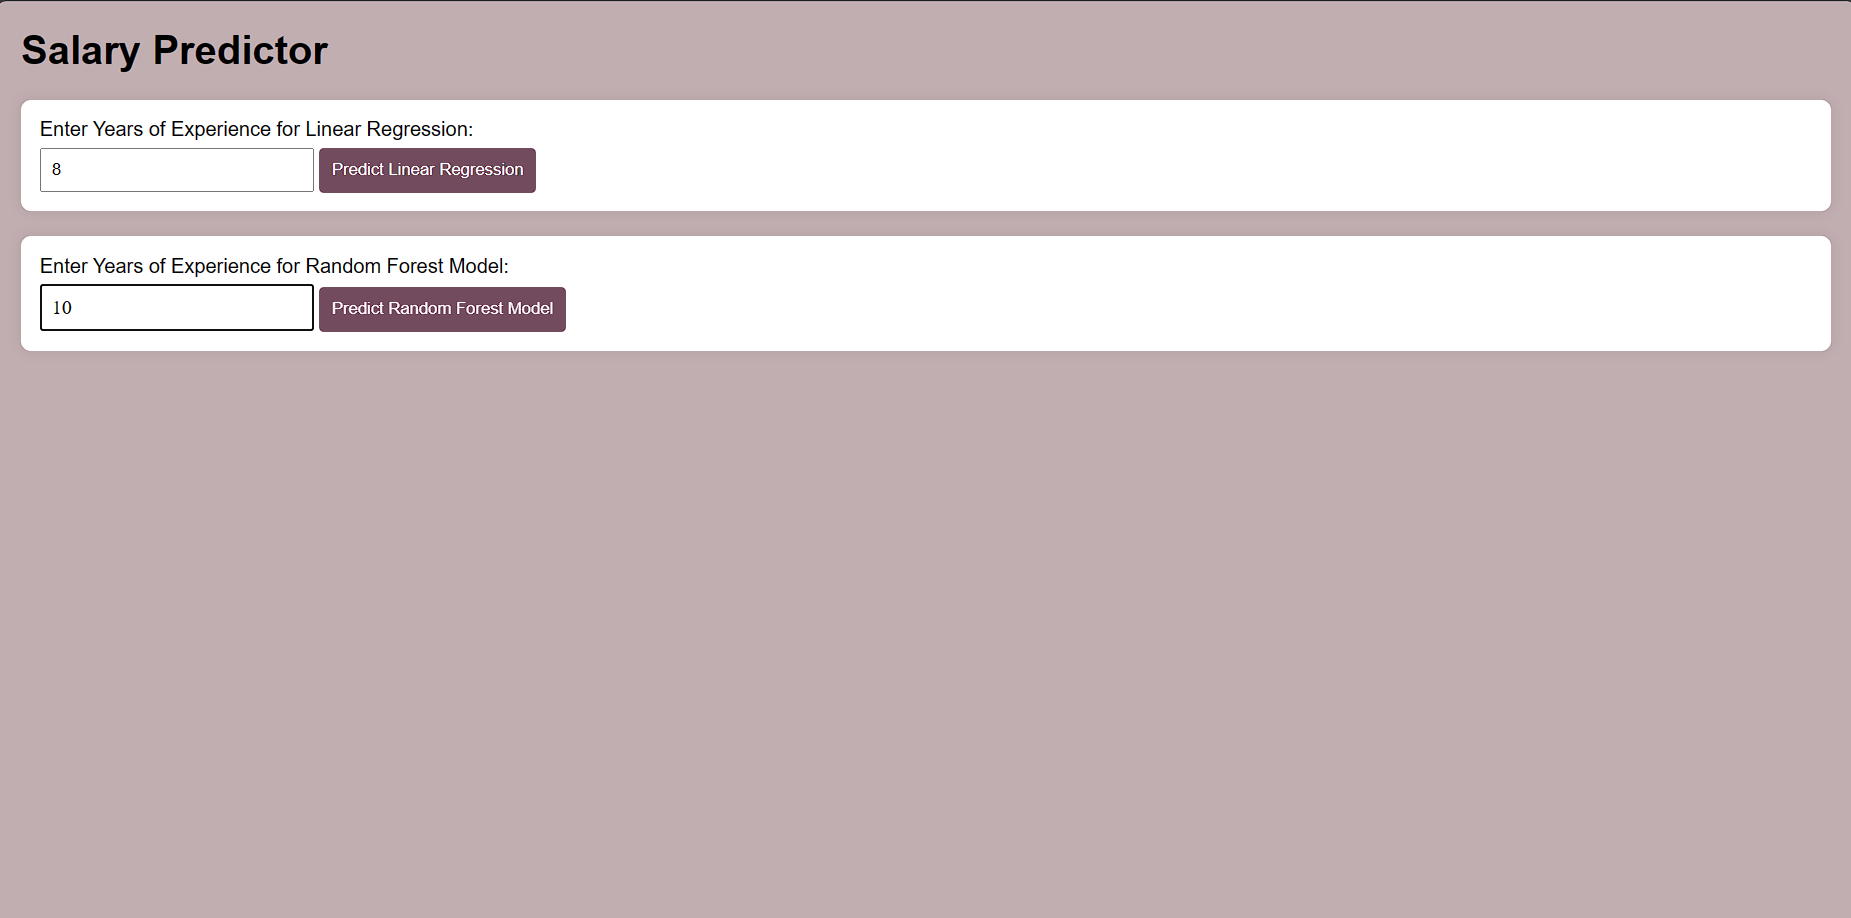 Salary Predictor
Enter Years of Experience for Linear Regression:
8 Predict Linear Regression
Enter Years of Experience for Random Forest Model:
10 Predict Random Forest Model